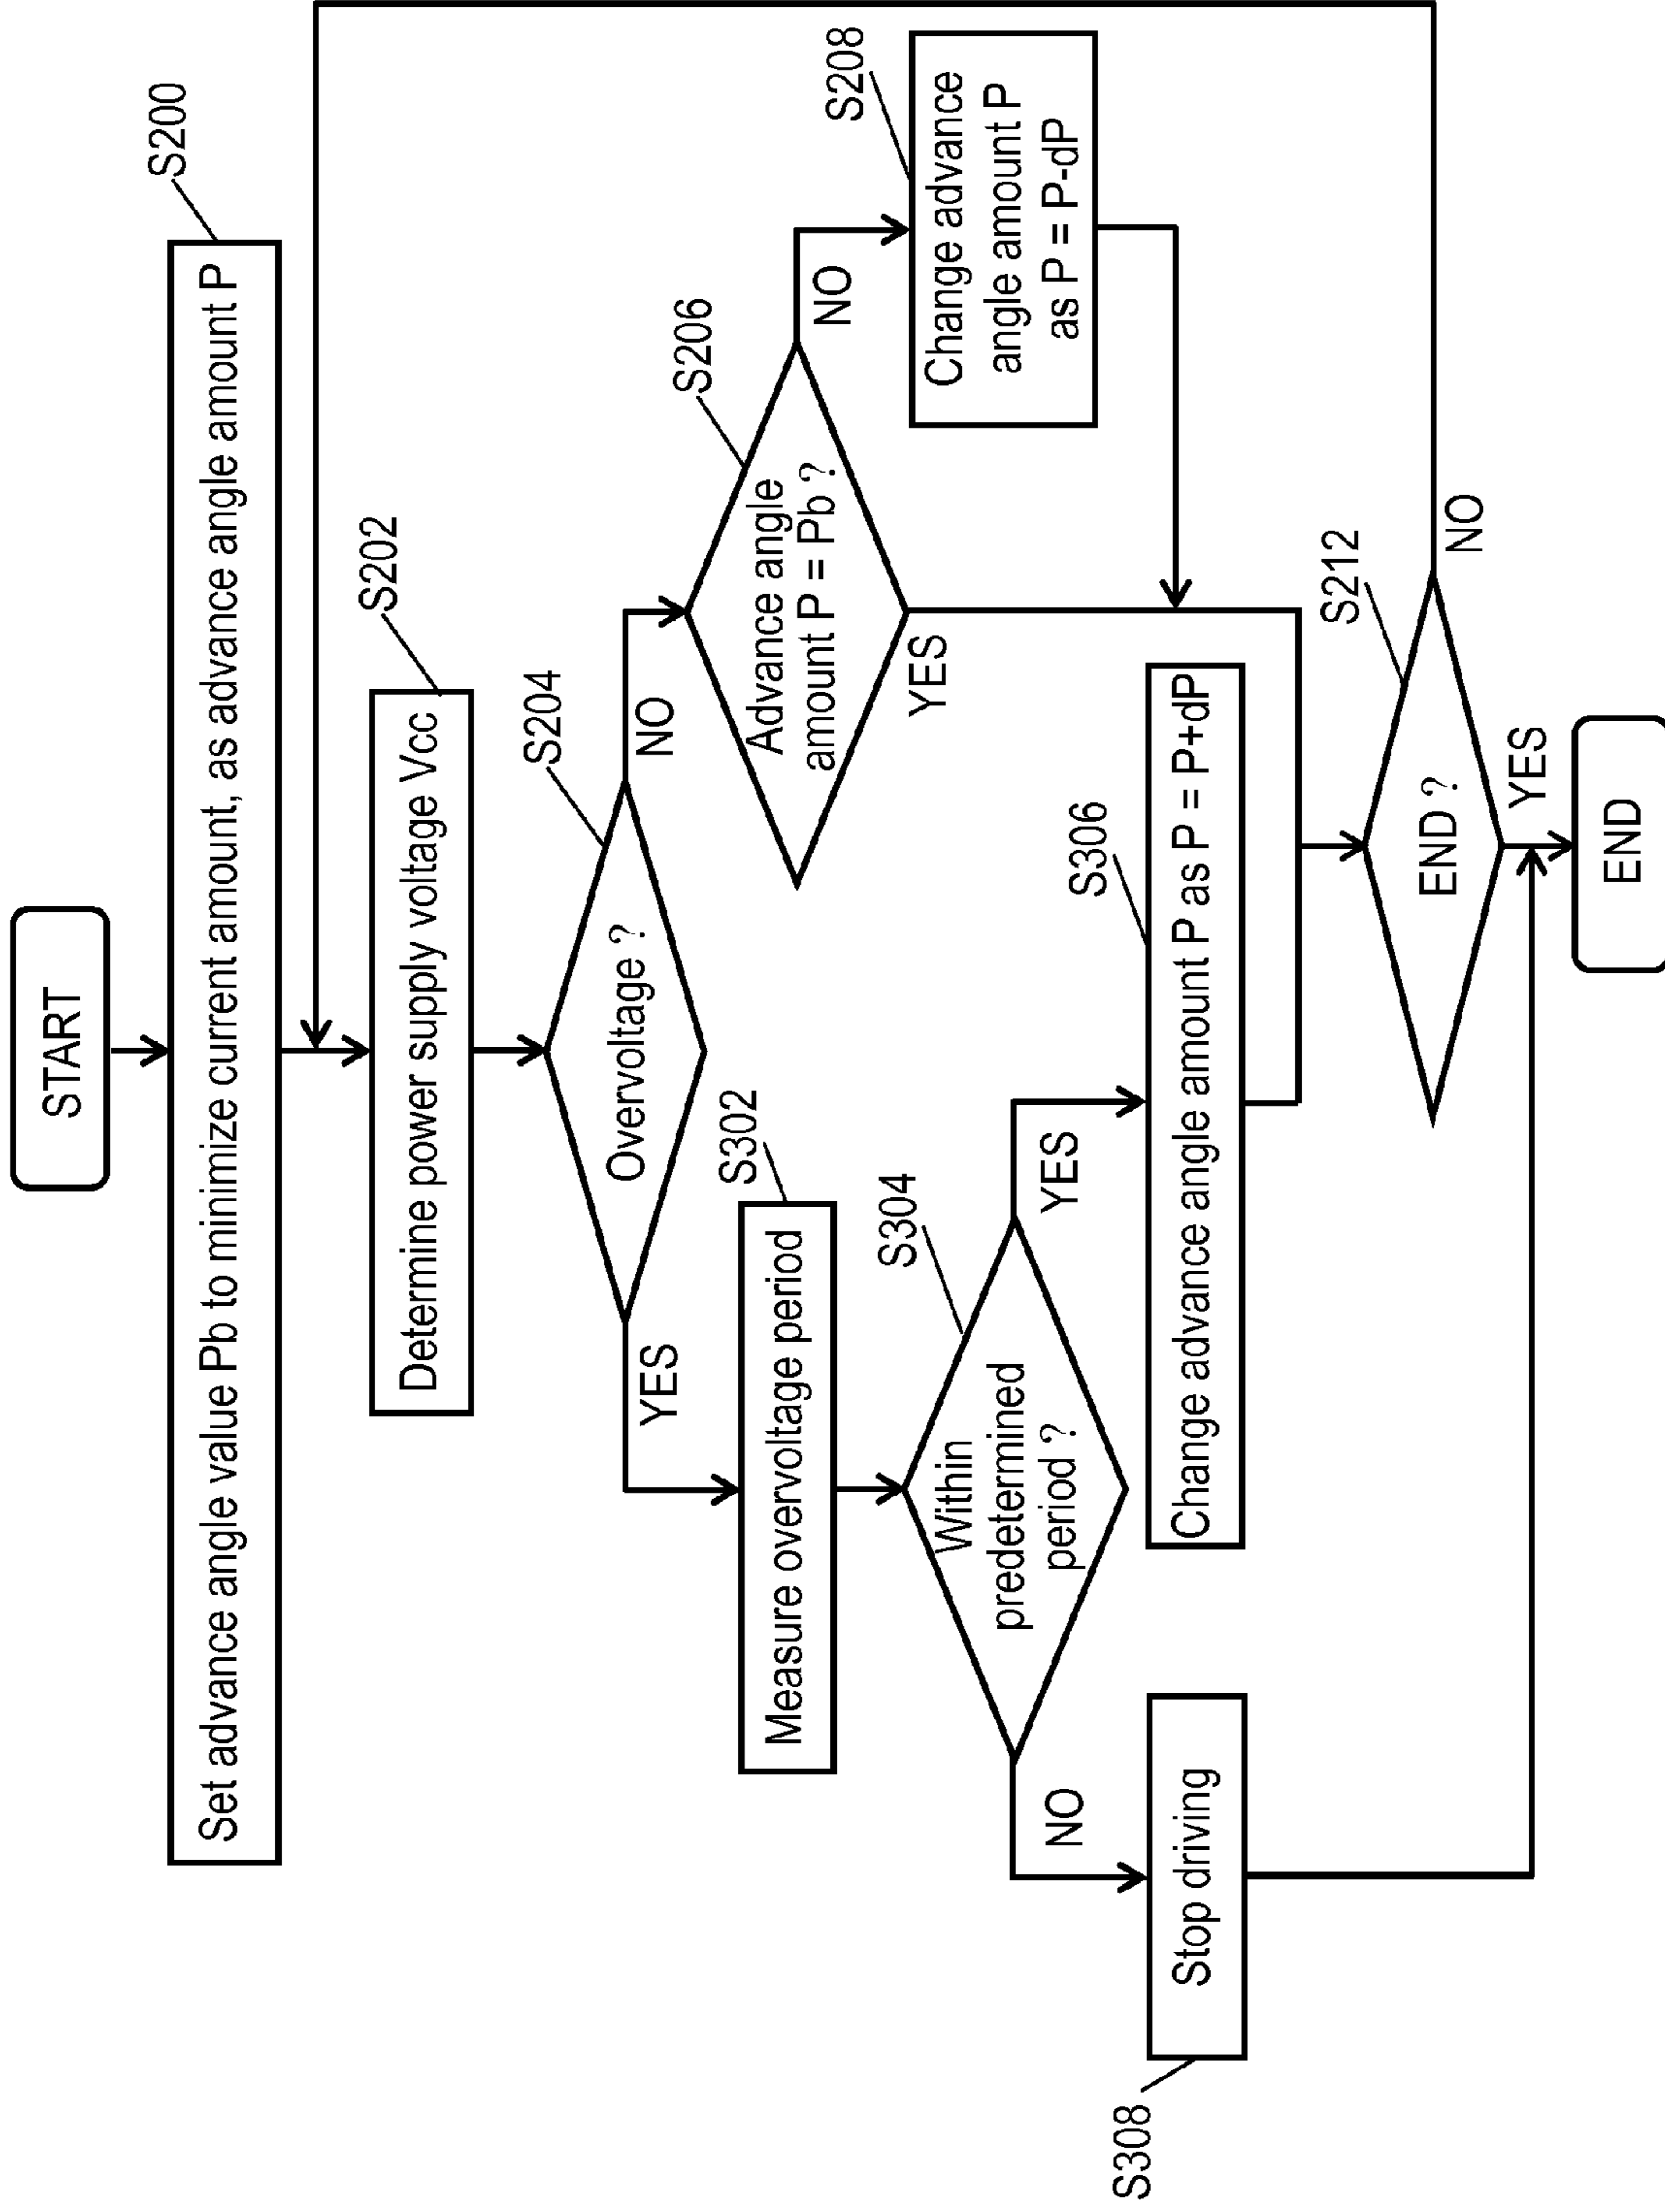 START
S200
Set advance angle value Pb to minimize current amount, as advance angle amount P
S202
Determine power supply voltage Vcc
S204
Overvoltage ?
YES
NO
S302
Measure overvoltage period
S206
Advance angle
amount P = Pb ?
NO
YES
S208
Change advance
angle amount P
as P = P-dP
S304
Within
predetermined
period ?
NO
YES
S308
Stop driving
S306
Change advance angle amount P as P = P+dP
S212
END ?
NO
YES
END